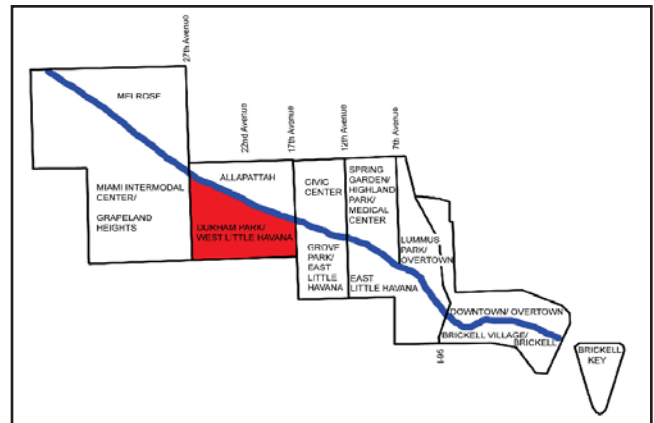 27th Avenue
22nd Avenue
17th Avenue
12th Avenue
7th Avenue
MELROSE
MIAMI INTERMODAL
CENTER/
GRAPELAND
HEIGHTS
ALLAPATTAH
DURHAM PARK/
WEST LITTLE HAVANA
CIVIC
CENTER
GROVE
PARK/
EAST
LITTLE
HAVANA
SPRING
GARDEN/
HIGHLAND
PARK/
MEDICAL
CENTER
EAST
LITTLE HAVANA
LUMMUS
PARK/
OVERTOWN
DOWNTOWN/ OVERTOWN
BRICKELL VILLAGE/
BRICKELL
I-95
BRICKELL
KEY